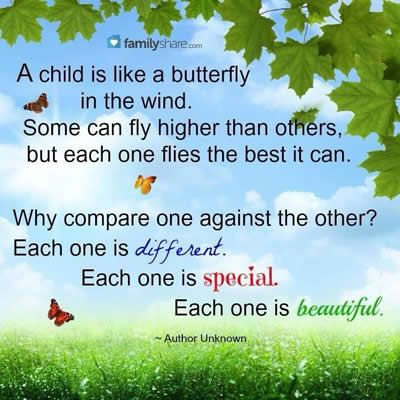 familyshare.com
A child is like a butterfly
in the wind.
Some can fly higher than others,
but each one flies the best it can.
Why compare one against the other?
Each one is different.
Each one is special.
Each one is beautiful.
~ Author Unknown